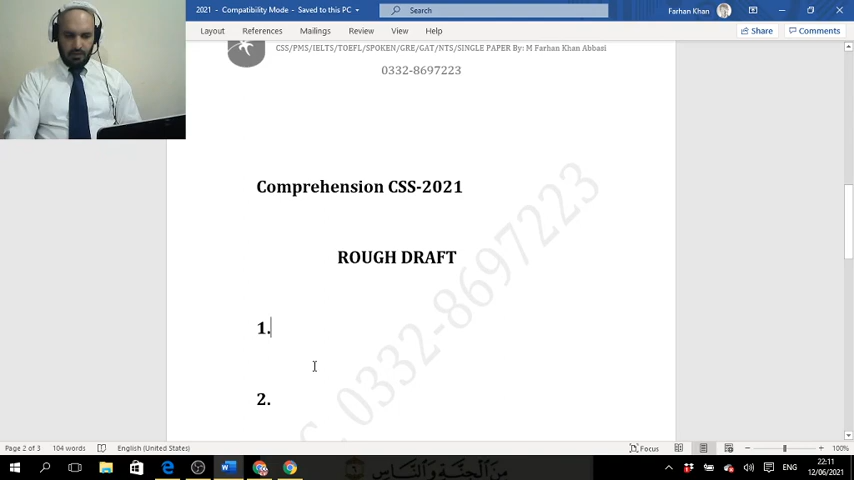 2021 - Compatibility Mode - Saved to this PC
Search
Farhan Khan
Layout References Mailings Review View Help
Share Comments
CSS/PMS/IELTS/TOEFL/SPOKEN/GRE/GAT/NTS/SINGLE PAPER By: M Farhan Khan Abbasi
0332-8697223
Comprehension CSS-2021
ROUGH DRAFT
1.
2.
C. 0332-8697223
Page 2 of 3 104 words English (United States) Focus 100%
مِنَ الْجِنَّةِ وَالنَّاسِ
ENG
22:11
12/06/2021